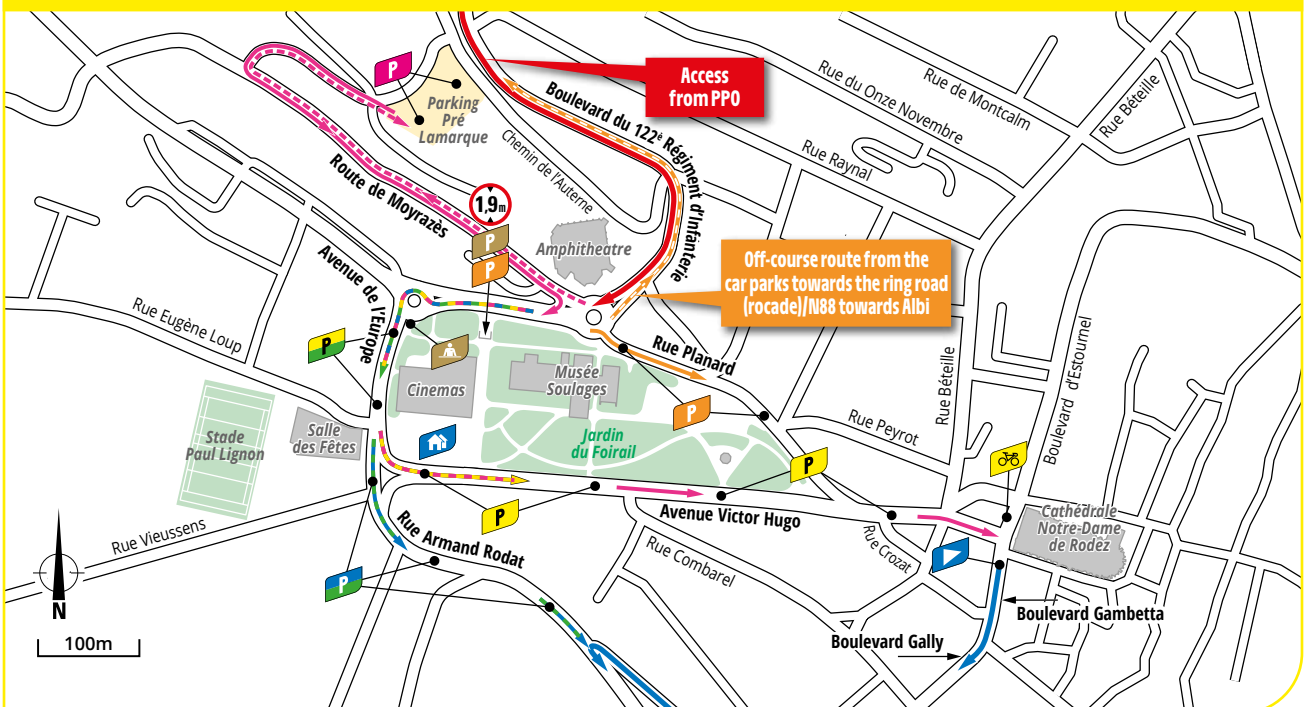 Access
from PPO
Boulevard du 122è Régiment d'Infanterie
Rue du Onze Novembre
Rue de Montcalm
Rue Béteille
Rue Raynal
P
Parking
Pré
Lamarque
Chemin de l'Auterne
Route de Moyrazès
1,9m
P
P
Amphitheatre
Off-course route from the
car parks towards the ring road
(rocade)/N88 towards Albi
Avenue de l'Europe
Rue Eugène Loup
P
Rue Planard
Cinemas
Musée
Soulages
Rue Béteille
Boulevard d'Estournel
P
Rue Peyrot
Stade
Paul Lignon
Salle
des Fêtes
Jardin
du Foirail
P
P
Avenue Victor Hugo
Cathédrale
Notre-Dame
de Rodez
Rue Vieussens
Rue Armand Rodat
Rue Combarel
Rue Crozat
P
N
100m
Boulevard Gambetta
Boulevard Gally